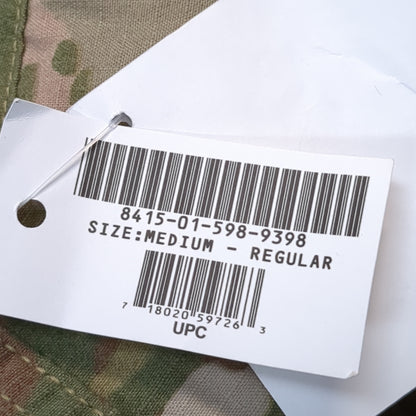 8415-01-598-9398
SIZE:MEDIUM - REGULAR
7 18020 59726 3
UPC